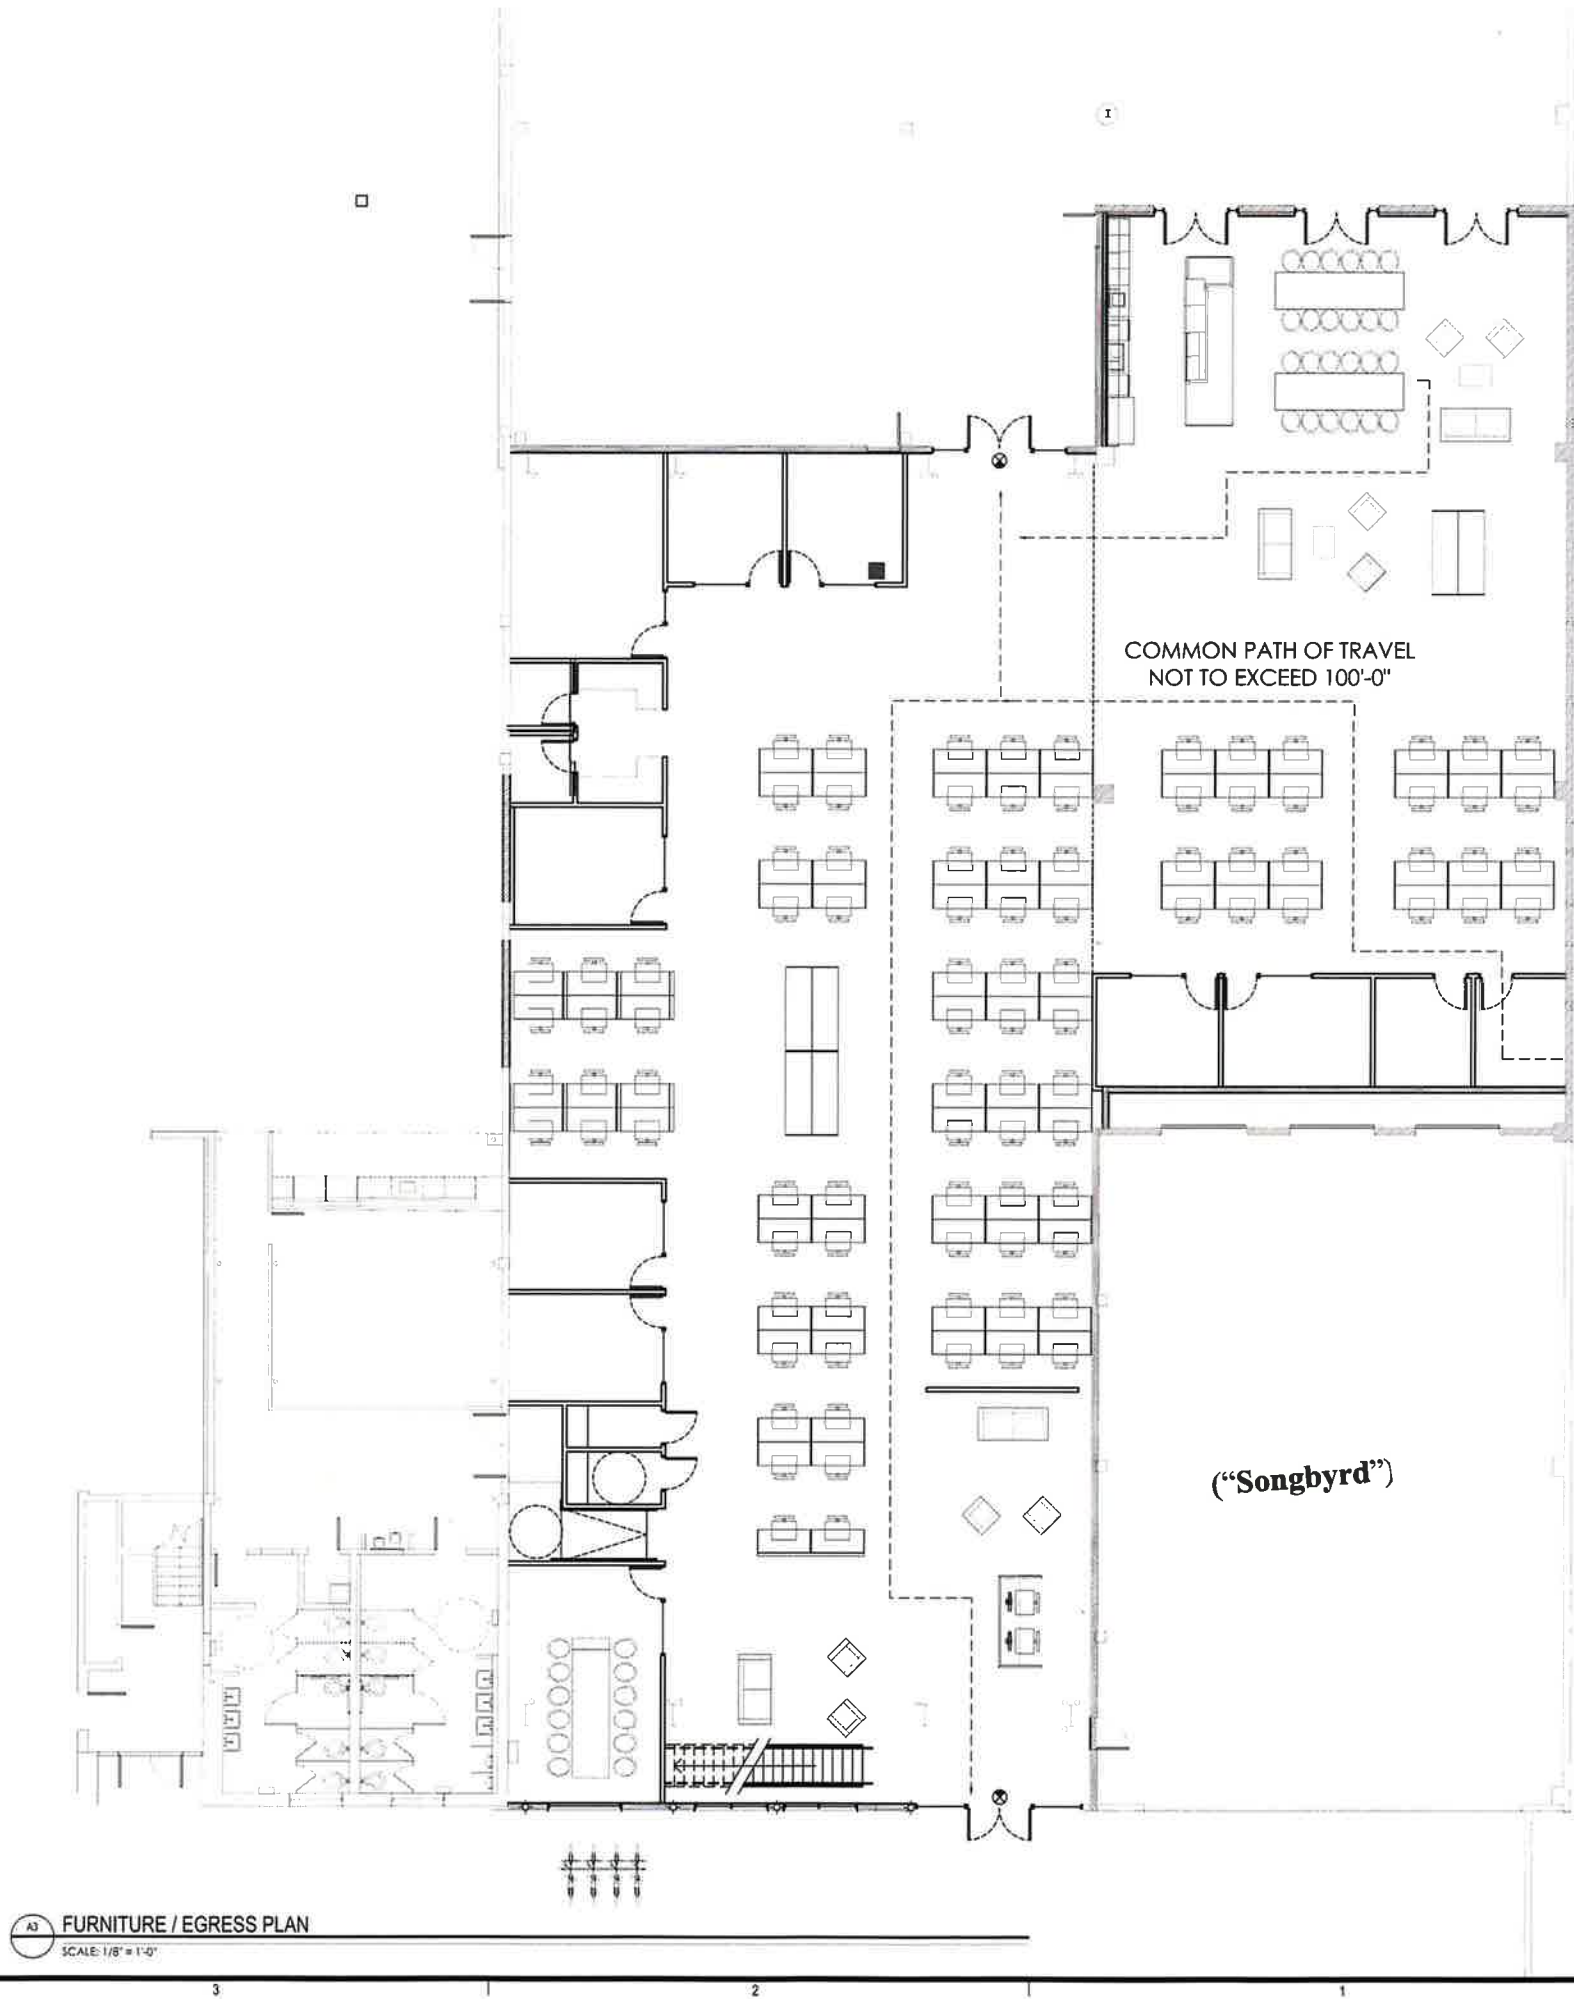 I
COMMON PATH OF TRAVEL
NOT TO EXCEED 100'-0"
("Songbyrd")
A3
FURNITURE / EGRESS PLAN
SCALE: 1/8" = 1'-0"
3
2
1